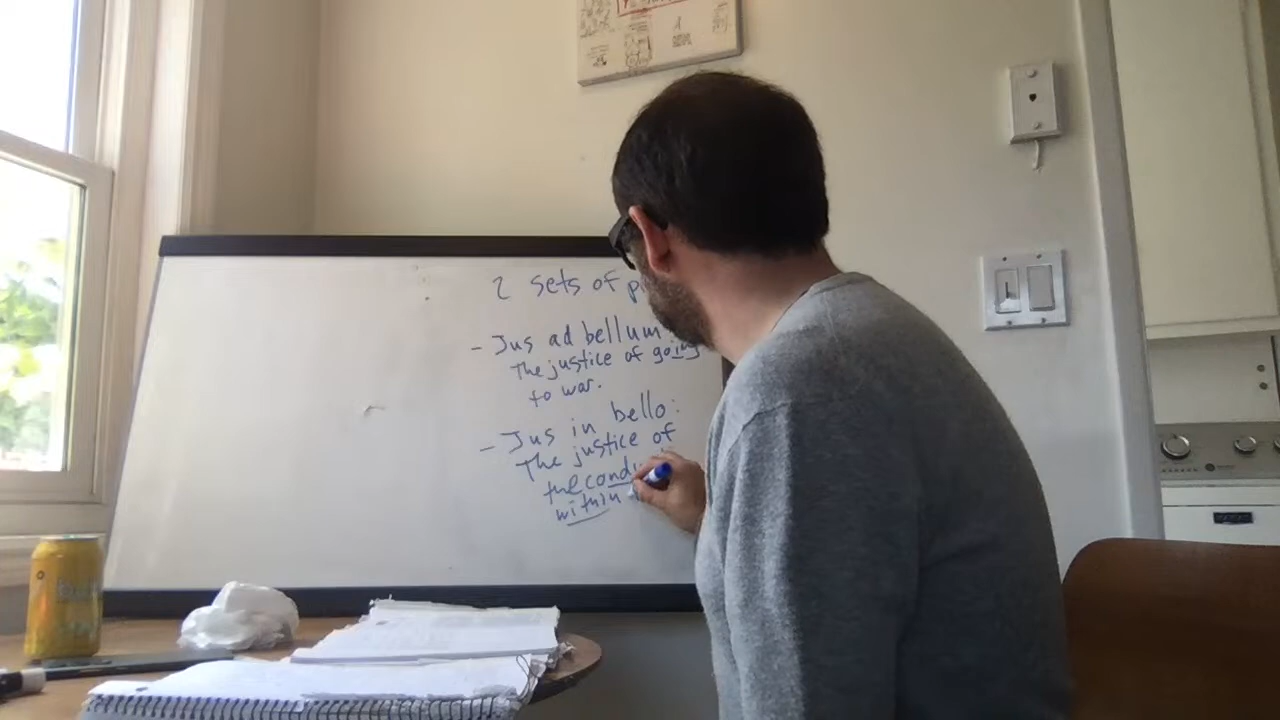 2 sets of
- Jus ad bellum
The justice of going
to war.
- Jus in bello:
The justice of
the
within